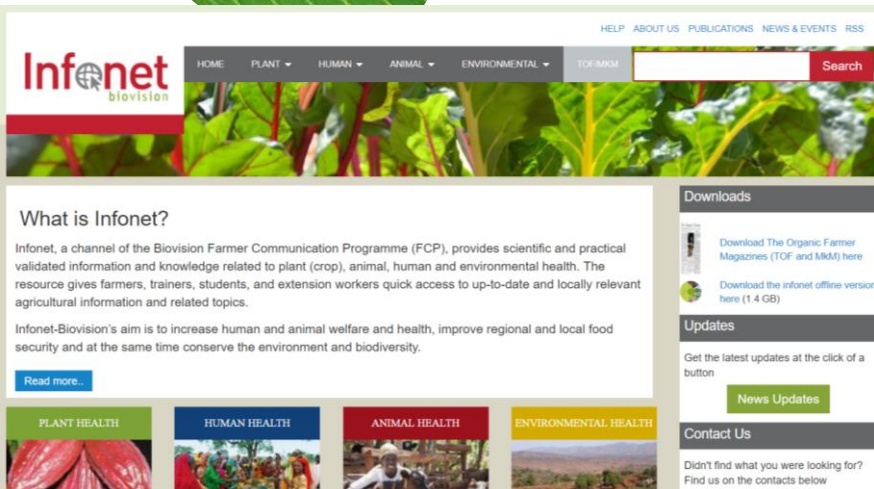 HELP ABOUT US PUBLICATIONS NEWS & EVENTS RSS
Infonet
biovision
HOME PLANT HUMAN ANIMAL ENVIRONMENTAL TOF/MKM Search
What is Infonet?
Infonet, a channel of the Biovision Farmer Communication Programme (FCP), provides scientific and practical
validated information and knowledge related to plant (crop), animal, human and environmental health. The
resource gives farmers, trainers, students, and extension workers quick access to up-to-date and locally relevant
agricultural information and related topics.
Infonet-Biovision's aim is to increase human and animal welfare and health, improve regional and local food
security and at the same time conserve the environment and biodiversity.
Read more..
PLANT HEALTH
HUMAN HEALTH
ANIMAL HEALTH
ENVIRONMENTAL HEALTH
Downloads
Download The Organic Farmer
Magazines (TOF and MkM) here
Download the infonet offline version
here (1.4 GB)
Updates
Get the latest updates at the click of a
button
News Updates
Contact Us
Didn't find what you were looking for?
Find us on the contacts below